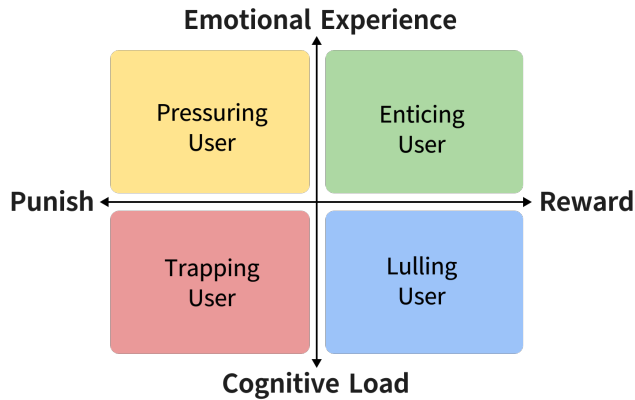 Emotional Experience
Pressuring
User
Enticing
User
Punish
Reward
Trapping
User
Lulling
User
Cognitive Load